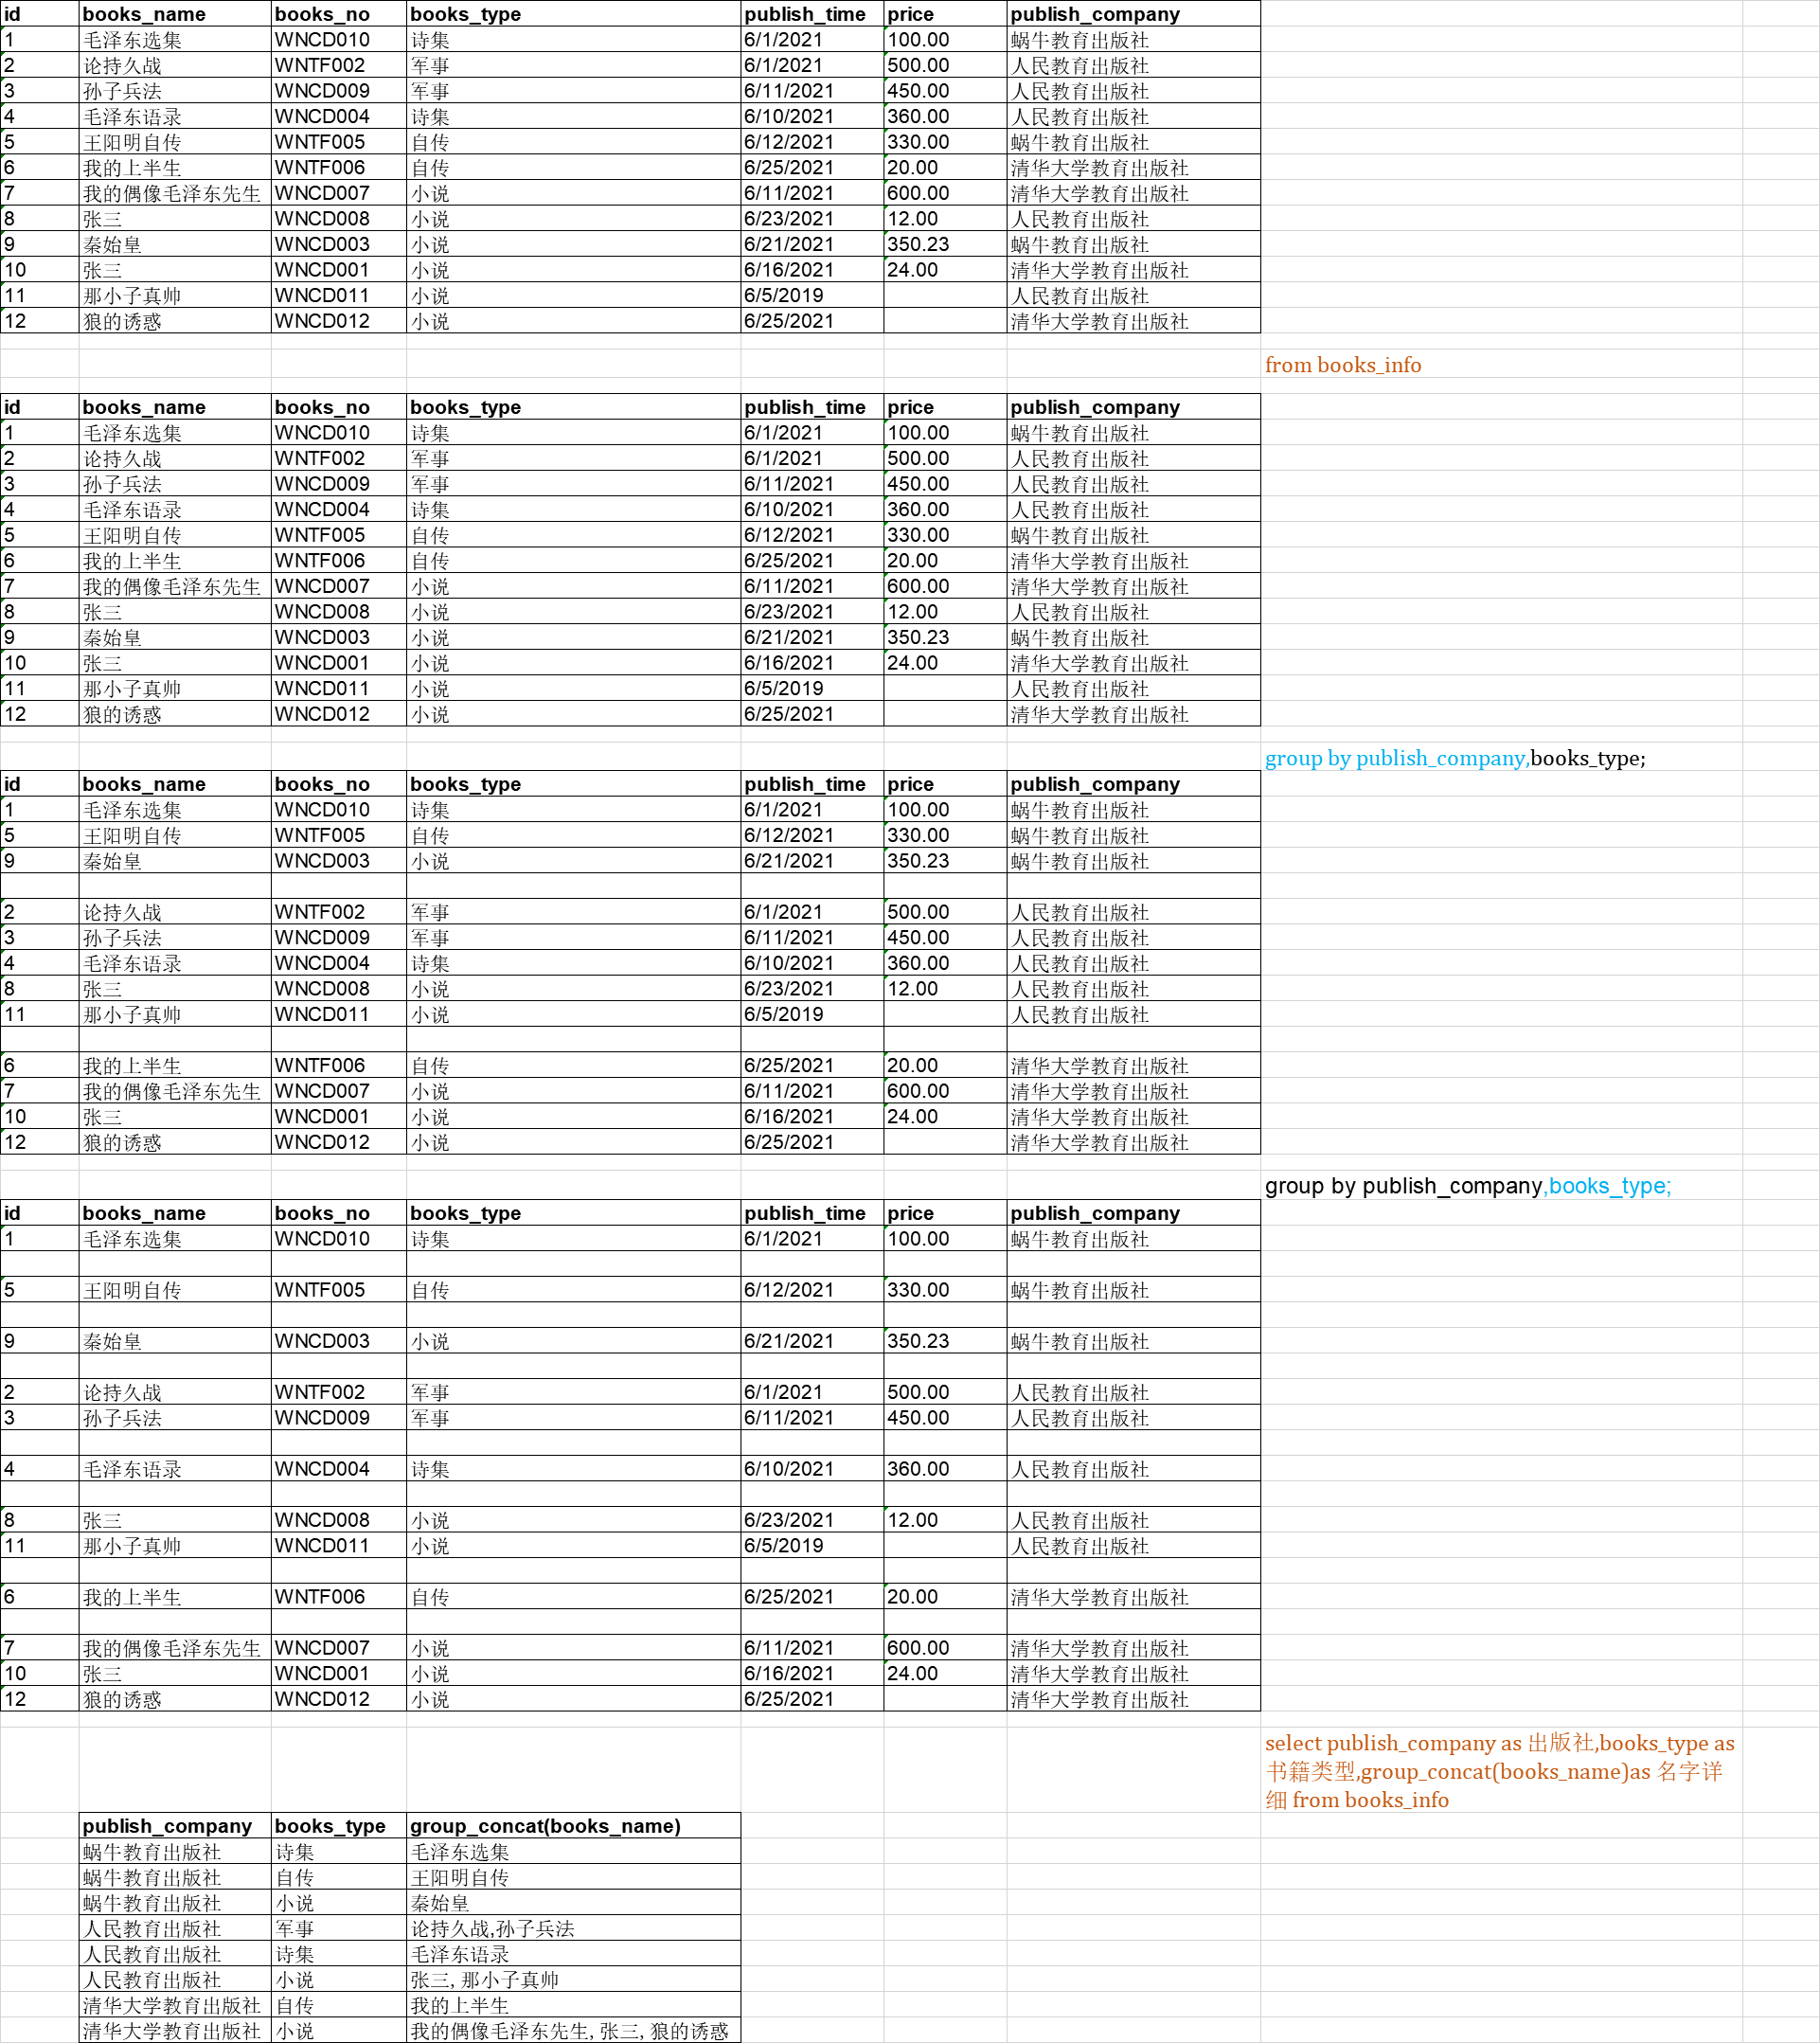 id books_name books_no books_type publish_time price publish_company
1 毛泽东选集 WNCD010 诗集 6/1/2021 100.00 蜗牛教育出版社
2 论持久战 WNTF002 军事 6/1/2021 500.00 人民教育出版社
3 孙子兵法 WNCD009 军事 6/11/2021 450.00 人民教育出版社
4 毛泽东语录 WNCD004 诗集 6/10/2021 360.00 人民教育出版社
5 王阳明自传 WNTF005 自传 6/12/2021 330.00 蜗牛教育出版社
6 我的上半生 WNTF006 自传 6/25/2021 20.00 清华大学教育出版社
7 我的偶像毛泽东先生 WNCD007 小说 6/11/2021 600.00 清华大学教育出版社
8 张三 WNCD008 小说 6/23/2021 12.00 人民教育出版社
9 秦始皇 WNCD003 小说 6/21/2021 350.23 蜗牛教育出版社
10 张三 WNCD001 小说 6/16/2021 24.00 清华大学教育出版社
11 那小子真帅 WNCD011 小说 6/5/2019 人民教育出版社
12 狼的诱惑 WNCD012 小说 6/25/2021 清华大学教育出版社
from books_info
id books_name books_no books_type publish_time price publish_company
1 毛泽东选集 WNCD010 诗集 6/1/2021 100.00 蜗牛教育出版社
2 论持久战 WNTF002 军事 6/1/2021 500.00 人民教育出版社
3 孙子兵法 WNCD009 军事 6/11/2021 450.00 人民教育出版社
4 毛泽东语录 WNCD004 诗集 6/10/2021 360.00 人民教育出版社
5 王阳明自传 WNTF005 自传 6/12/2021 330.00 蜗牛教育出版社
6 我的上半生 WNTF006 自传 6/25/2021 20.00 清华大学教育出版社
7 我的偶像毛泽东先生 WNCD007 小说 6/11/2021 600.00 清华大学教育出版社
8 张三 WNCD008 小说 6/23/2021 12.00 人民教育出版社
9 秦始皇 WNCD003 小说 6/21/2021 350.23 蜗牛教育出版社
10 张三 WNCD001 小说 6/16/2021 24.00 清华大学教育出版社
11 那小子真帅 WNCD011 小说 6/5/2019 人民教育出版社
12 狼的诱惑 WNCD012 小说 6/25/2021 清华大学教育出版社
group by publish_company,books_type;
id books_name books_no books_type publish_time price publish_company
1 毛泽东选集 WNCD010 诗集 6/1/2021 100.00 蜗牛教育出版社
5 王阳明自传 WNTF005 自传 6/12/2021 330.00 蜗牛教育出版社
9 秦始皇 WNCD003 小说 6/21/2021 350.23 蜗牛教育出版社
2 论持久战 WNTF002 军事 6/1/2021 500.00 人民教育出版社
3 孙子兵法 WNCD009 军事 6/11/2021 450.00 人民教育出版社
4 毛泽东语录 WNCD004 诗集 6/10/2021 360.00 人民教育出版社
8 张三 WNCD008 小说 6/23/2021 12.00 人民教育出版社
11 那小子真帅 WNCD011 小说 6/5/2019 人民教育出版社
6 我的上半生 WNTF006 自传 6/25/2021 20.00 清华大学教育出版社
7 我的偶像毛泽东先生 WNCD007 小说 6/11/2021 600.00 清华大学教育出版社
10 张三 WNCD001 小说 6/16/2021 24.00 清华大学教育出版社
12 狼的诱惑 WNCD012 小说 6/25/2021 清华大学教育出版社
group by publish_company,books_type;
id books_name books_no books_type publish_time price publish_company
1 毛泽东选集 WNCD010 诗集 6/1/2021 100.00 蜗牛教育出版社
5 王阳明自传 WNTF005 自传 6/12/2021 330.00 蜗牛教育出版社
9 秦始皇 WNCD003 小说 6/21/2021 350.23 蜗牛教育出版社
2 论持久战 WNTF002 军事 6/1/2021 500.00 人民教育出版社
3 孙子兵法 WNCD009 军事 6/11/2021 450.00 人民教育出版社
4 毛泽东语录 WNCD004 诗集 6/10/2021 360.00 人民教育出版社
8 张三 WNCD008 小说 6/23/2021 12.00 人民教育出版社
11 那小子真帅 WNCD011 小说 6/5/2019 人民教育出版社
6 我的上半生 WNTF006 自传 6/25/2021 20.00 清华大学教育出版社
7 我的偶像毛泽东先生 WNCD007 小说 6/11/2021 600.00 清华大学教育出版社
10 张三 WNCD001 小说 6/16/2021 24.00 清华大学教育出版社
12 狼的诱惑 WNCD012 小说 6/25/2021 清华大学教育出版社
select publish_company as 出版社,books_type as
书籍类型,group_concat(books_name)as 名字详
细 from books_info
publish_company books_type group_concat(books_name)
蜗牛教育出版社 诗集 毛泽东选集
蜗牛教育出版社 自传 王阳明自传
蜗牛教育出版社 小说 秦始皇
人民教育出版社 军事 论持久战,孙子兵法
人民教育出版社 诗集 毛泽东语录
人民教育出版社 小说 张三, 那小子真帅
清华大学教育出版社 自传 我的上半生
清华大学教育出版社 小说 我的偶像毛泽东先生, 张三, 狼的诱惑